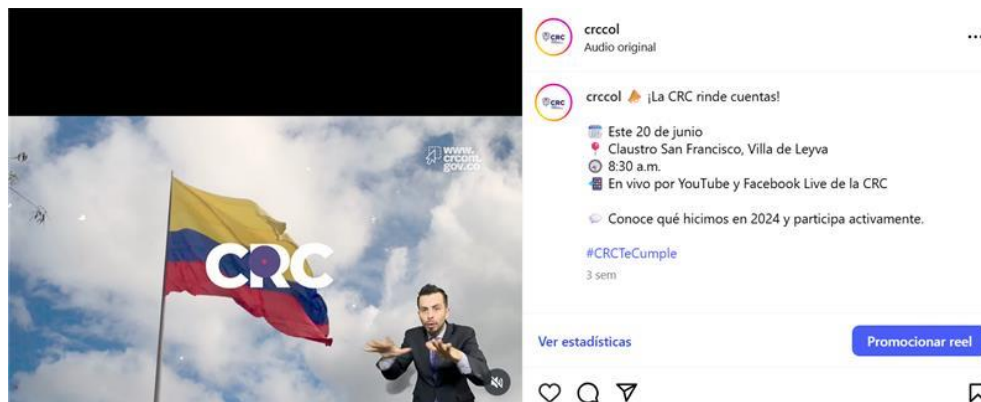 www.
crcom.
gov.co
CRC
CRC
crccol
Audio original
CRC
crccol 📣 ¡La CRC rinde cuentas!
🗓️ Este 20 de junio
📍 Claustro San Francisco, Villa de Leyva
🕣 8:30 a.m.
📲 En vivo por YouTube y Facebook Live de la CRC
💬 Conoce qué hicimos en 2024 y participa activamente.
#CRCTeCumple
3 sem
Ver estadísticas
Promocionar reel